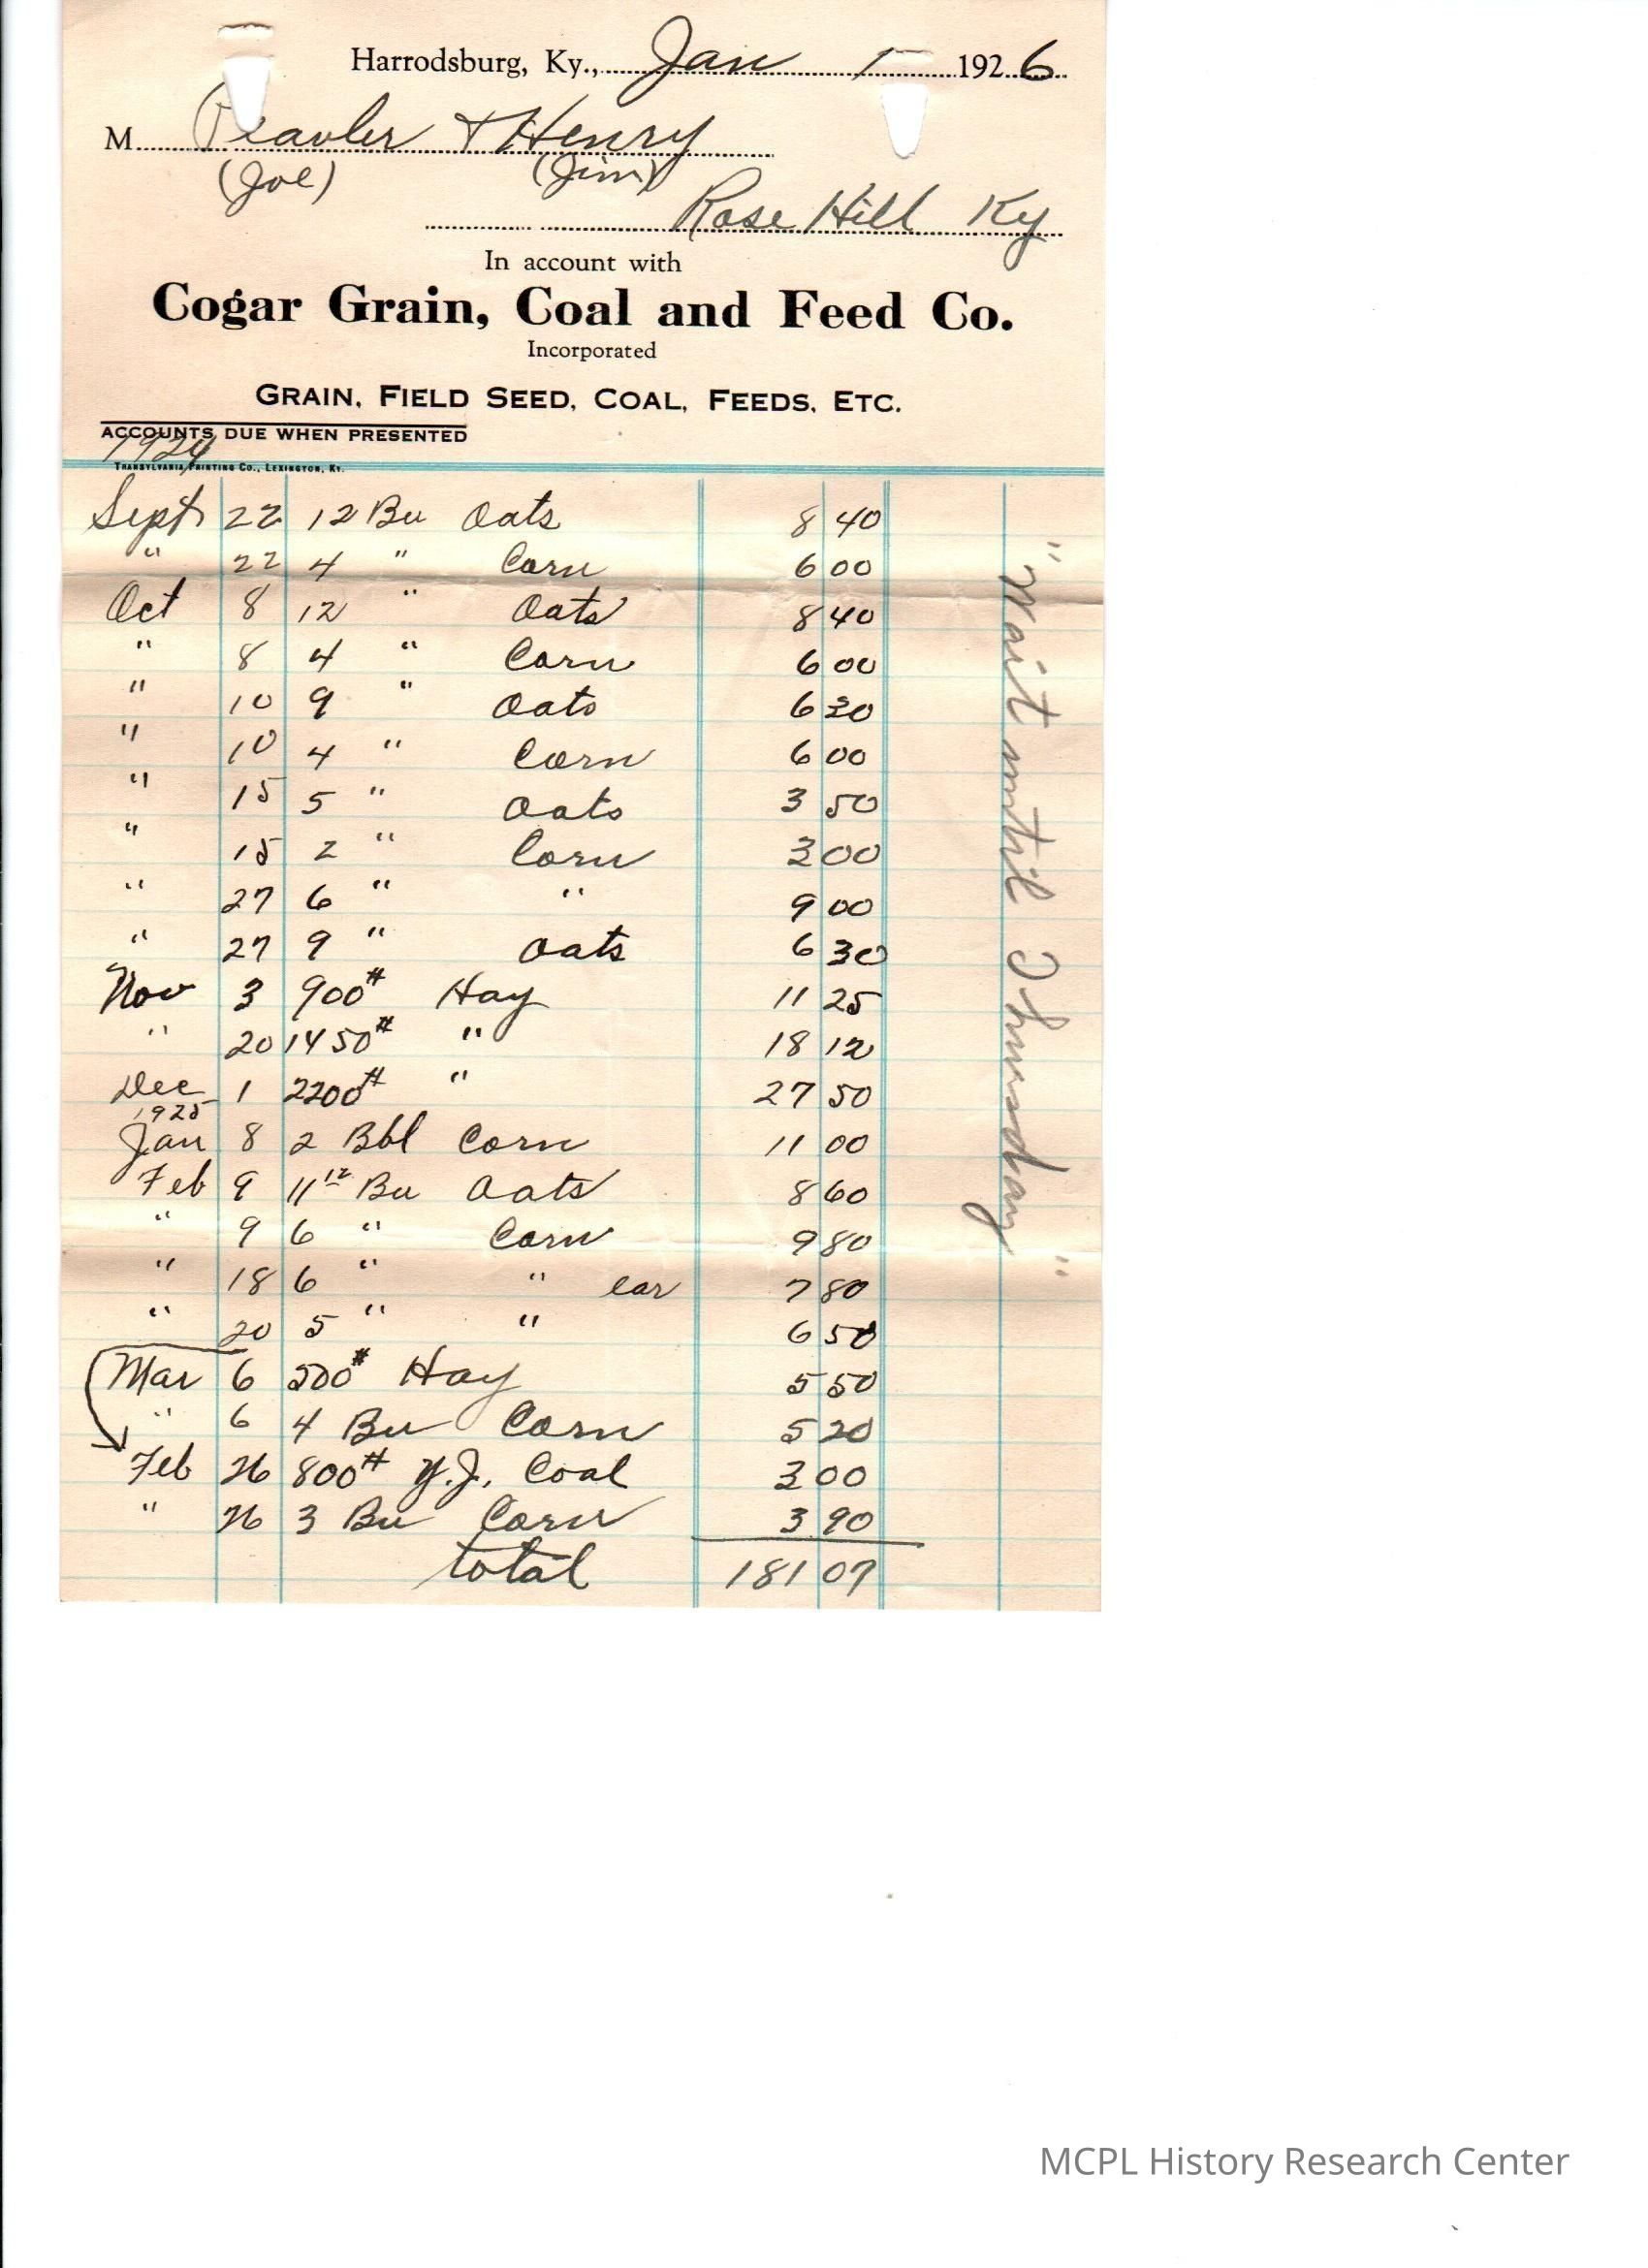 Harrodsburg, Ky., Jan 1 1926
M Peavler & Henry
(Joe) (Jim)
Rose Hill Ky
In account with
Cogar Grain, Coal and Feed Co.
Incorporated
GRAIN, FIELD SEED, COAL, FEEDS, ETC.
ACCOUNTS DUE WHEN PRESENTED
1924
TRANSYLVANIA PRINTING CO., LEXINGTON, KY.
Sept 22 12 Bu Oats 8 40
" 22 4 " Corn 6 00
Oct 8 12 " Oats 8 40
" 8 4 " Corn 6 00
" 10 9 " Oats 6 30
" 10 4 " Corn 6 00
" 15 5 " Oats 3 50
" 15 2 " Corn 3 00
" 27 6 " " 9 00
" 27 9 " Oats 6 30
Nov 3 900# Hay 11 25
" 20 1450# " 18 12
Dec 1 2200# " 27 50
1925
Jan 8 2 Bbl Corn 11 00
Feb 9 11 12 Bu Oats 8 60
" 9 6 " Corn 9 80
" 18 6 " " ear 7 80
" 20 5 " " 6 50
Mar 6 500# Hay 5 50
" 6 4 Bu Corn 5 20
Feb 26 800# Y.J. Coal 3 00
" 26 3 Bu Corn 3 90
total 181 07
"Wait until Thursday"
MCPL History Research Center